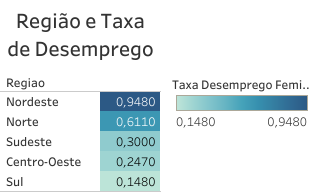 Região e Taxa
de Desemprego
Regiao
Nordeste 0,9480
Norte 0,6110
Sudeste 0,3000
Centro-Oeste 0,2470
Sul 0,1480
Taxa Desemprego Femi..
0,1480 0,9480